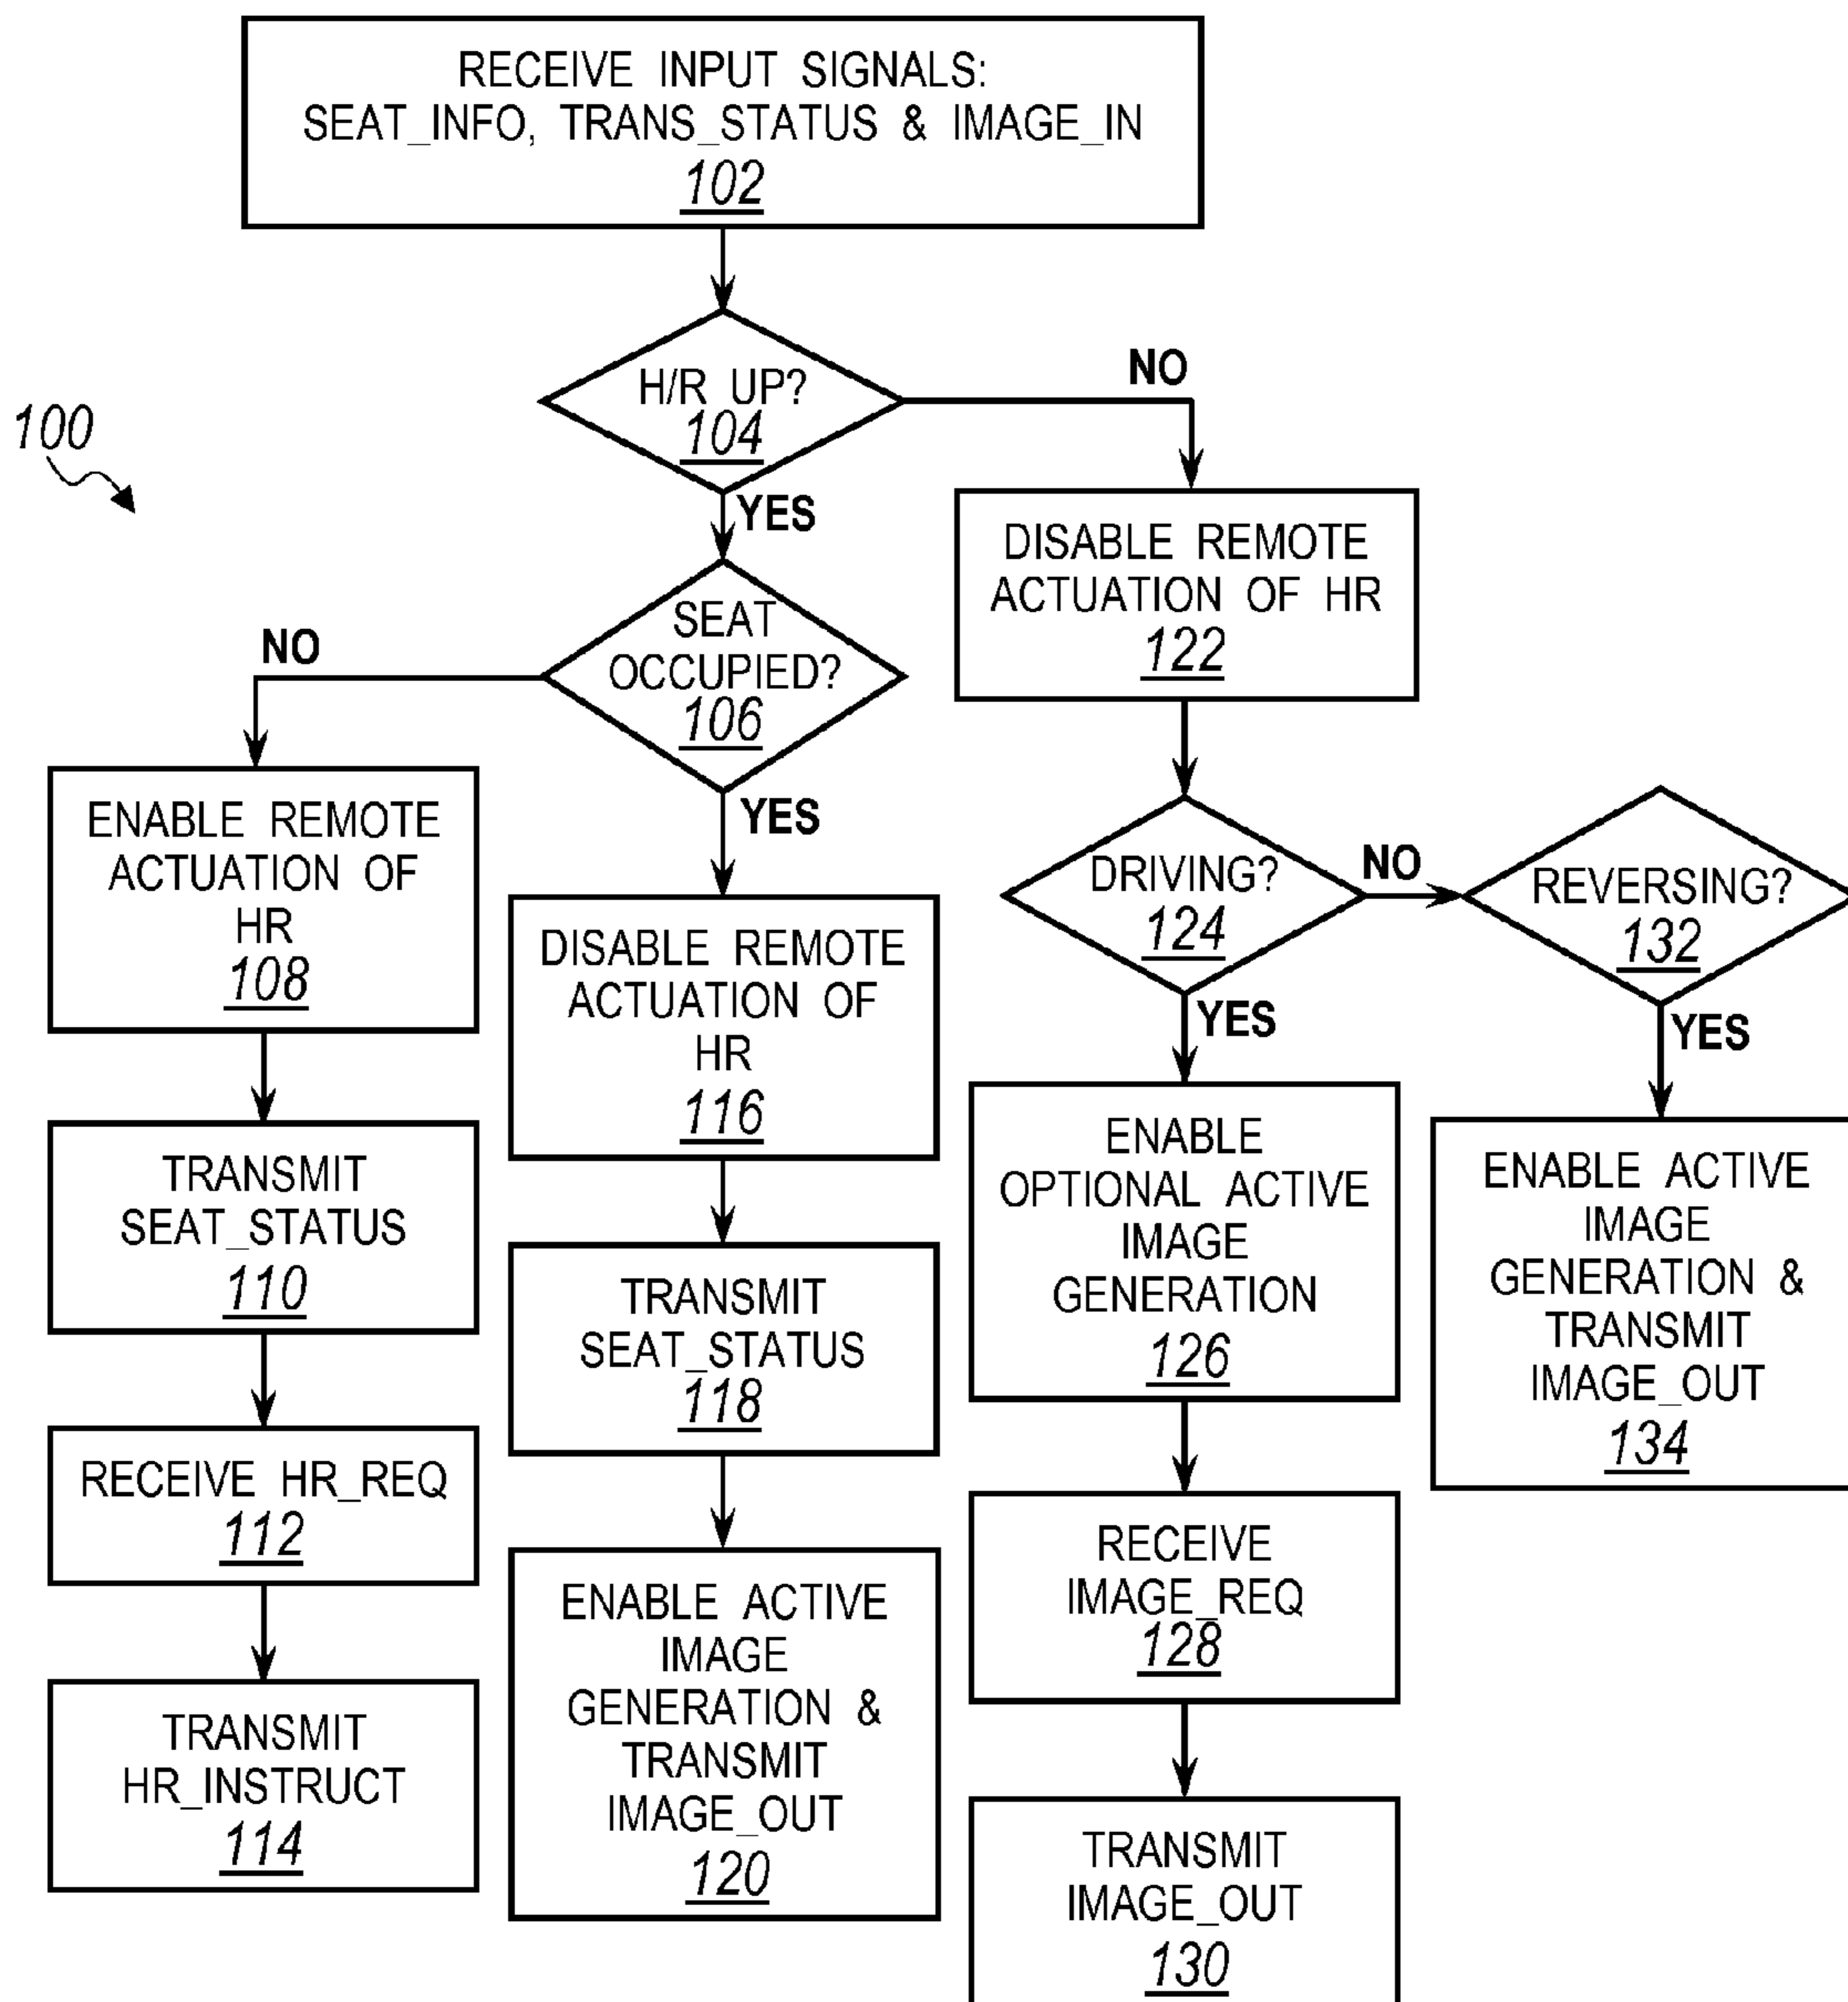 RECEIVE INPUT SIGNALS:
SEAT_INFO, TRANS_STATUS & IMAGE_IN
102
100
H/R UP?
104
NO
YES
SEAT
OCCUPIED?
106
NO
YES
ENABLE REMOTE
ACTUATION OF
HR
108
TRANSMIT
SEAT_STATUS
110
RECEIVE HR_REQ
112
TRANSMIT
HR_INSTRUCT
114
DISABLE REMOTE
ACTUATION OF
HR
116
TRANSMIT
SEAT_STATUS
118
ENABLE ACTIVE
IMAGE
GENERATION &
TRANSMIT
IMAGE_OUT
120
DISABLE REMOTE
ACTUATION OF HR
122
DRIVING?
124
NO
YES
ENABLE
OPTIONAL ACTIVE
IMAGE
GENERATION
126
RECEIVE
IMAGE_REQ
128
TRANSMIT
IMAGE_OUT
130
REVERSING?
132
YES
ENABLE ACTIVE
IMAGE
GENERATION &
TRANSMIT
IMAGE_OUT
134